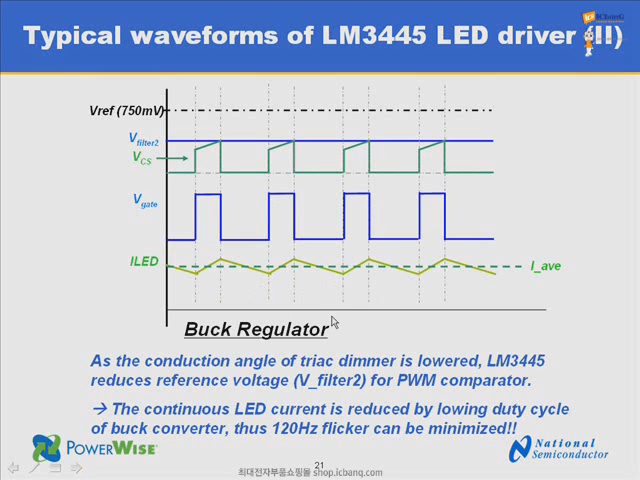 Typical waveforms of LM3445 LED driver (II)
Vref (750mV)
Vfilter2
VCS
Vgate
ILED
I_ave
Buck Regulator
As the conduction angle of triac dimmer is lowered, LM3445
reduces reference voltage (V_filter2) for PWM comparator.
→ The continuous LED current is reduced by lowing duty cycle
of buck converter, thus 120Hz flicker can be minimized!!
POWERWISE®
National
Semiconductor
21
최대전자부품쇼핑몰 shop.icbanq.com